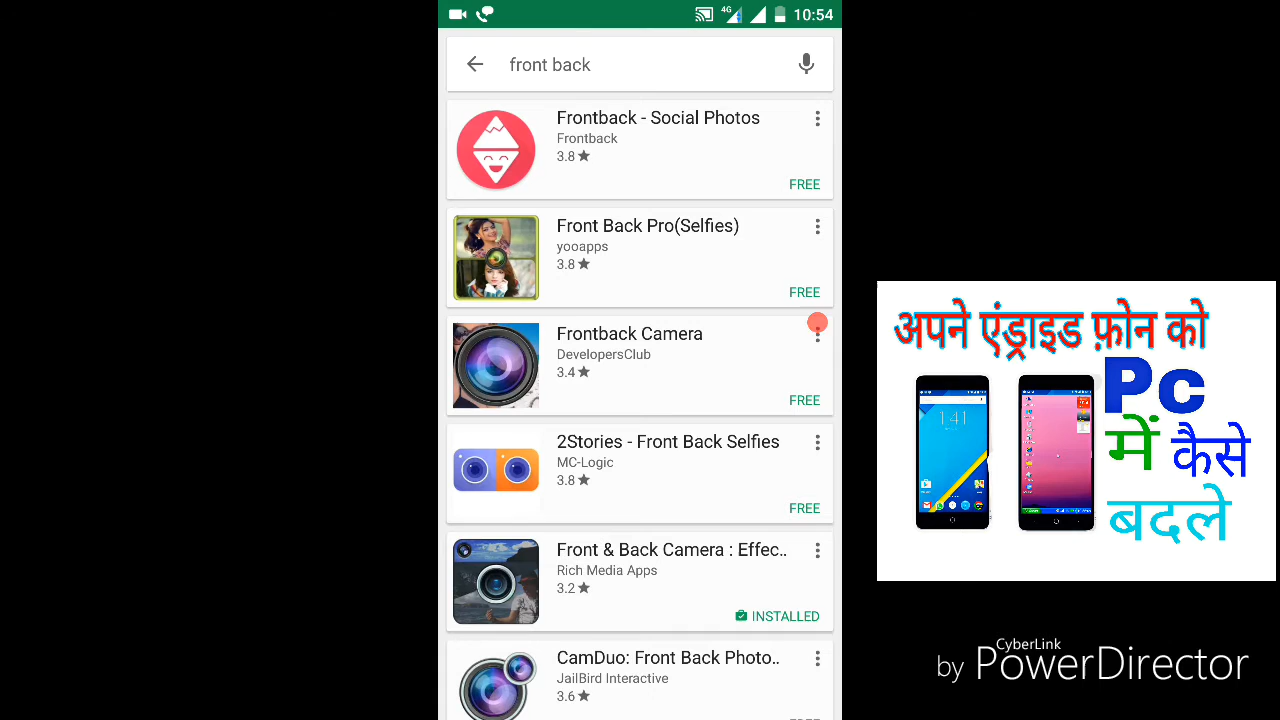 4G 10:54
front back
Frontback - Social Photos
Frontback
3.8★
FREE
Front Back Pro(Selfies)
yooapps
3.8★
FREE
Frontback Camera
DevelopersClub
3.4★
FREE
2Stories - Front Back Selfies
MC-Logic
3.8★
FREE
Front & Back Camera : Effec..
Rich Media Apps
3.2★
INSTALLED
CamDuo: Front Back Photo..
JailBird Interactive
3.6★
अपने एंड्राइड फ़ोन को
Pc
में कैसे
बदले
1:41
by CyberLink PowerDirector